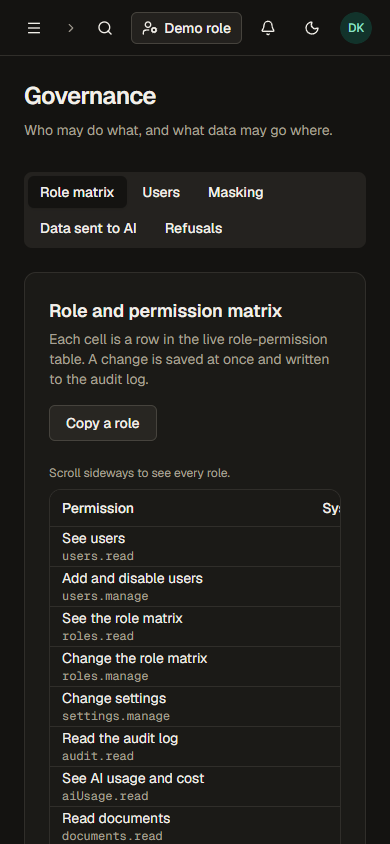 Demo role
DK
Governance
Who may do what, and what data may go where.
Role matrix
Users
Masking
Data sent to AI
Refusals
Role and permission matrix
Each cell is a row in the live role-permission
table. A change is saved at once and written
to the audit log.
Copy a role
Scroll sideways to see every role.
Permission
See users
users.read
Add and disable users
users.manage
See the role matrix
roles.read
Change the role matrix
roles.manage
Change settings
settings.manage
Read the audit log
audit.read
See AI usage and cost
aiUsage.read
Read documents
documents.read